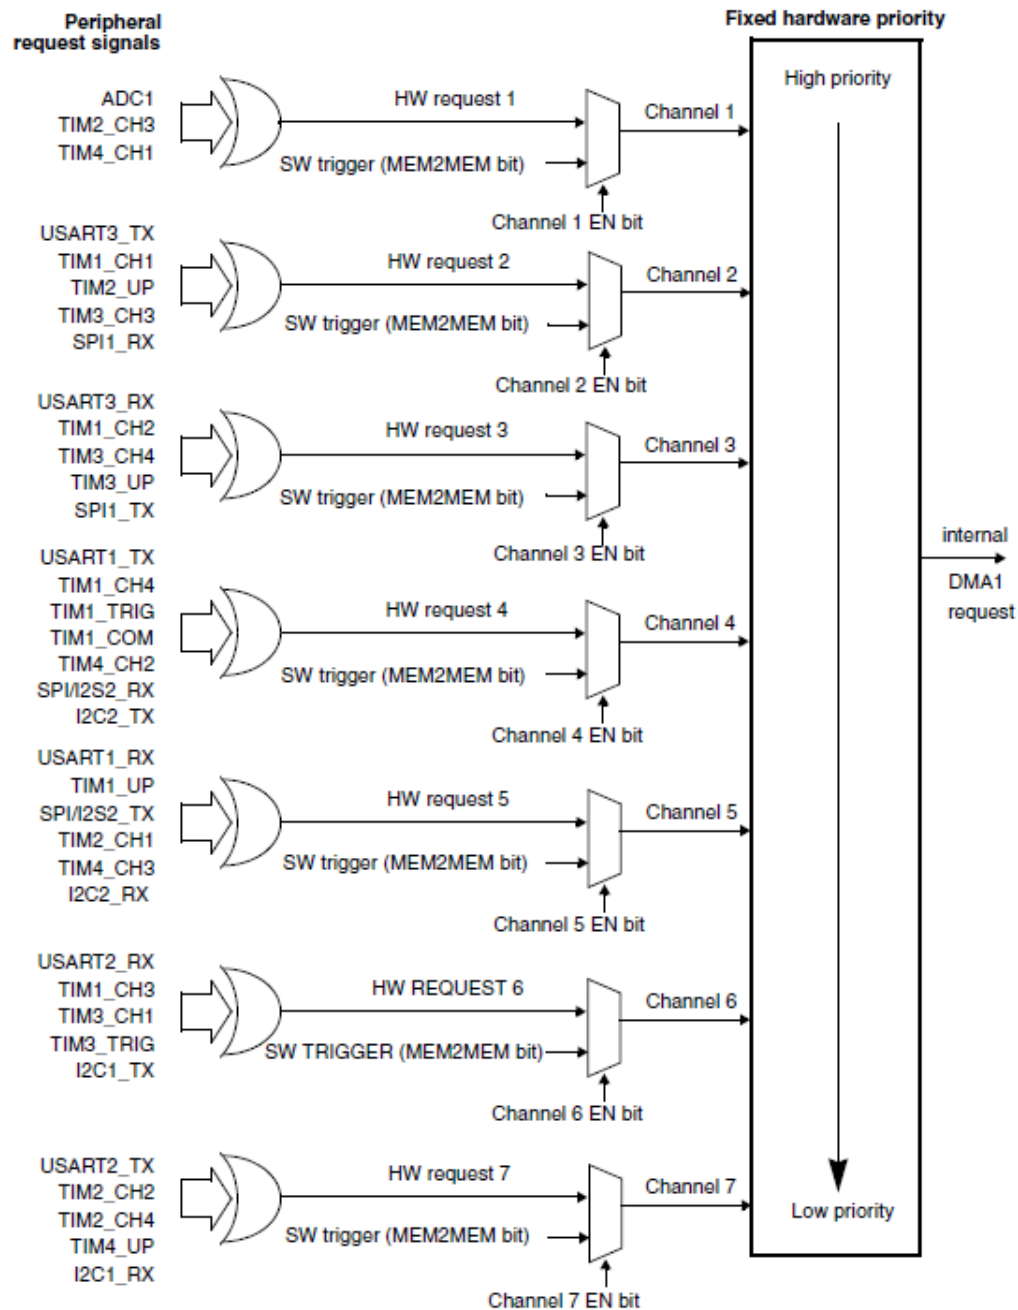 Peripheral
request signals
Fixed hardware priority
High priority
ADC1
TIM2_CH3
TIM4_CH1
HW request 1
SW trigger (MEM2MEM bit)
Channel 1
Channel 1 EN bit
USART3_TX
TIM1_CH1
TIM2_UP
TIM3_CH3
SPI1_RX
HW request 2
SW trigger (MEM2MEM bit)
Channel 2
Channel 2 EN bit
USART3_RX
TIM1_CH2
TIM3_CH4
TIM3_UP
SPI1_TX
HW request 3
SW trigger (MEM2MEM bit)
Channel 3
Channel 3 EN bit
USART1_TX
TIM1_CH4
TIM1_TRIG
TIM1_COM
TIM4_CH2
SPI/I2S2_RX
I2C2_TX
HW request 4
SW trigger (MEM2MEM bit)
Channel 4
Channel 4 EN bit
internal
DMA1
request
USART1_RX
TIM1_UP
SPI/I2S2_TX
TIM2_CH1
TIM4_CH3
I2C2_RX
HW request 5
SW trigger (MEM2MEM bit)
Channel 5
Channel 5 EN bit
USART2_RX
TIM1_CH3
TIM3_CH1
TIM3_TRIG
I2C1_TX
HW REQUEST 6
SW TRIGGER (MEM2MEM bit)
Channel 6
Channel 6 EN bit
USART2_TX
TIM2_CH2
TIM2_CH4
TIM4_UP
I2C1_RX
HW request 7
SW trigger (MEM2MEM bit)
Channel 7
Channel 7 EN bit
Low priority